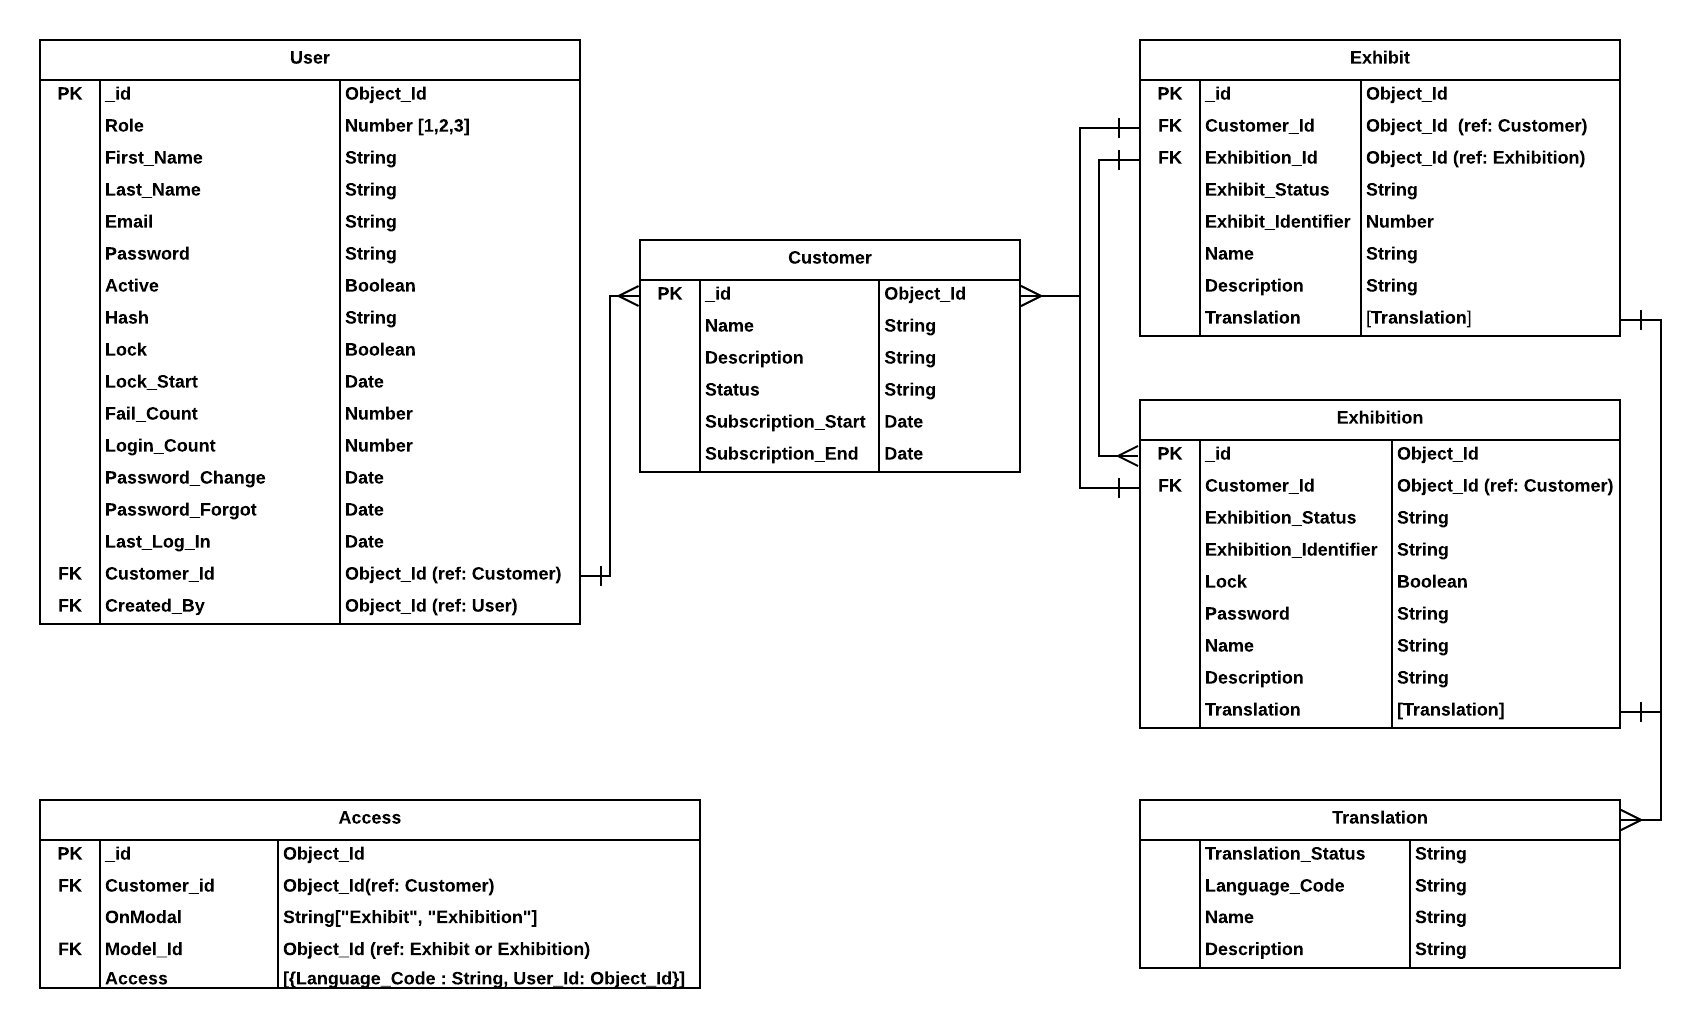 User
PK _id Object_Id
Role Number [1,2,3]
First_Name String
Last_Name String
Email String
Password String
Active Boolean
Hash String
Lock Boolean
Lock_Start Date
Fail_Count Number
Login_Count Number
Password_Change Date
Password_Forgot Date
Last_Log_In Date
FK Customer_Id Object_Id (ref: Customer)
FK Created_By Object_Id (ref: User)
Customer
PK _id Object_Id
Name String
Description String
Status String
Subscription_Start Date
Subscription_End Date
Exhibit
PK _id Object_Id
FK Customer_Id Object_Id (ref: Customer)
FK Exhibition_Id Object_Id (ref: Exhibition)
Exhibit_Status String
Exhibit_Identifier Number
Name String
Description String
Translation [Translation]
Exhibition
PK _id Object_Id
FK Customer_Id Object_Id (ref: Customer)
Exhibition_Status String
Exhibition_Identifier String
Lock Boolean
Password String
Name String
Description String
Translation [Translation]
Access
PK _id Object_Id
FK Customer_id Object_Id(ref: Customer)
OnModal String["Exhibit", "Exhibition"]
FK Model_Id Object_Id (ref: Exhibit or Exhibition)
Access [{Language_Code : String, User_Id: Object_Id}]
Translation
Translation_Status String
Language_Code String
Name String
Description String